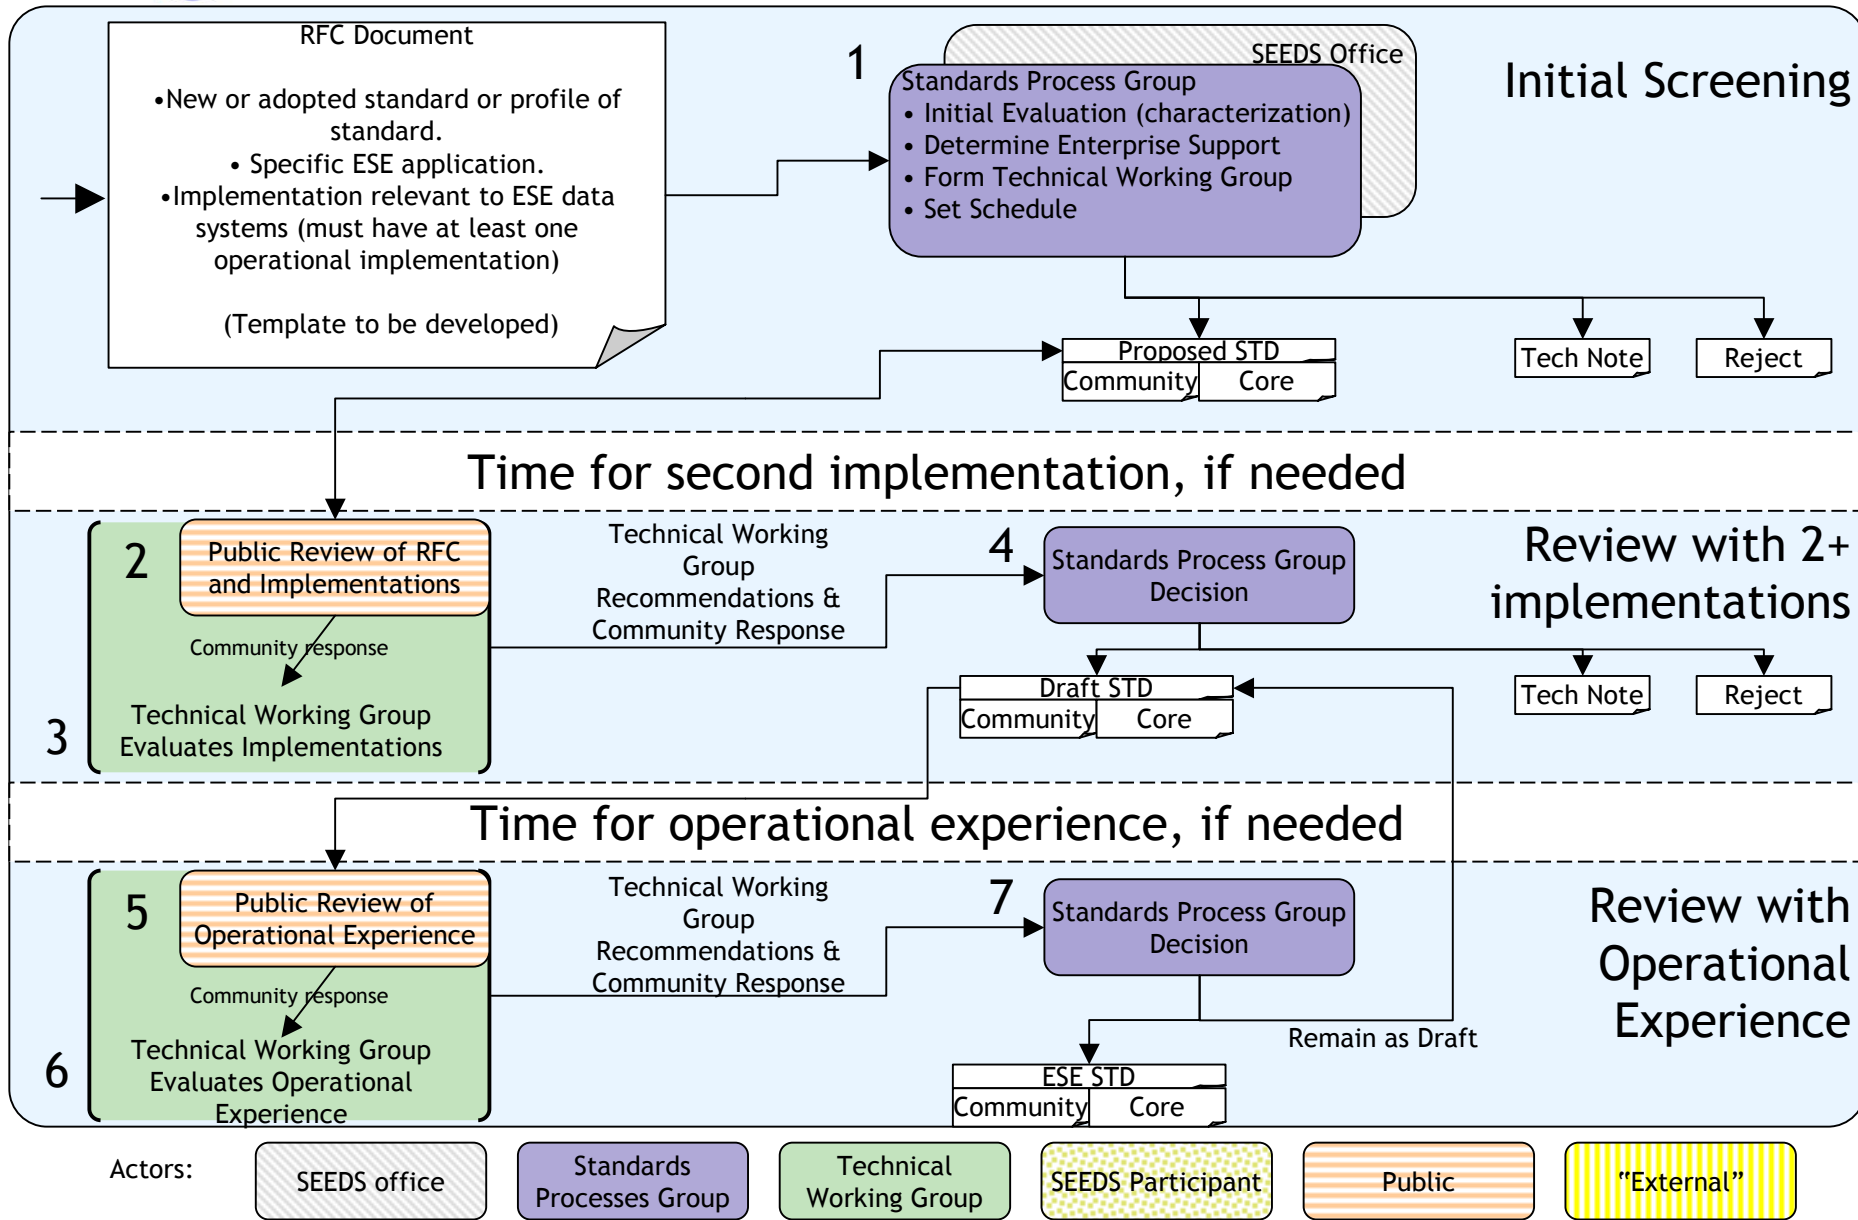 RFC Document
•New or adopted standard or profile of
standard.
• Specific ESE application.
•Implementation relevant to ESE data
systems (must have at least one
operational implementation)
(Template to be developed)
1
SEEDS Office
Standards Process Group
• Initial Evaluation (characterization)
• Determine Enterprise Support
• Form Technical Working Group
• Set Schedule
Initial Screening
Proposed STD
Community
Core
Tech Note
Reject
Time for second implementation, if needed
2
Public Review of RFC
and Implementations
Community response
3
Technical Working Group
Evaluates Implementations
Technical Working
Group
Recommendations &
Community Response
4
Standards Process Group
Decision
Review with 2+
implementations
Draft STD
Community
Core
Tech Note
Reject
Time for operational experience, if needed
5
Public Review of
Operational Experience
Community response
6
Technical Working Group
Evaluates Operational
Experience
Technical Working
Group
Recommendations &
Community Response
7
Standards Process Group
Decision
Review with
Operational
Experience
Remain as Draft
ESE STD
Community
Core
Actors:
SEEDS office
Standards
Processes Group
Technical
Working Group
SEEDS Participant
Public
“External”